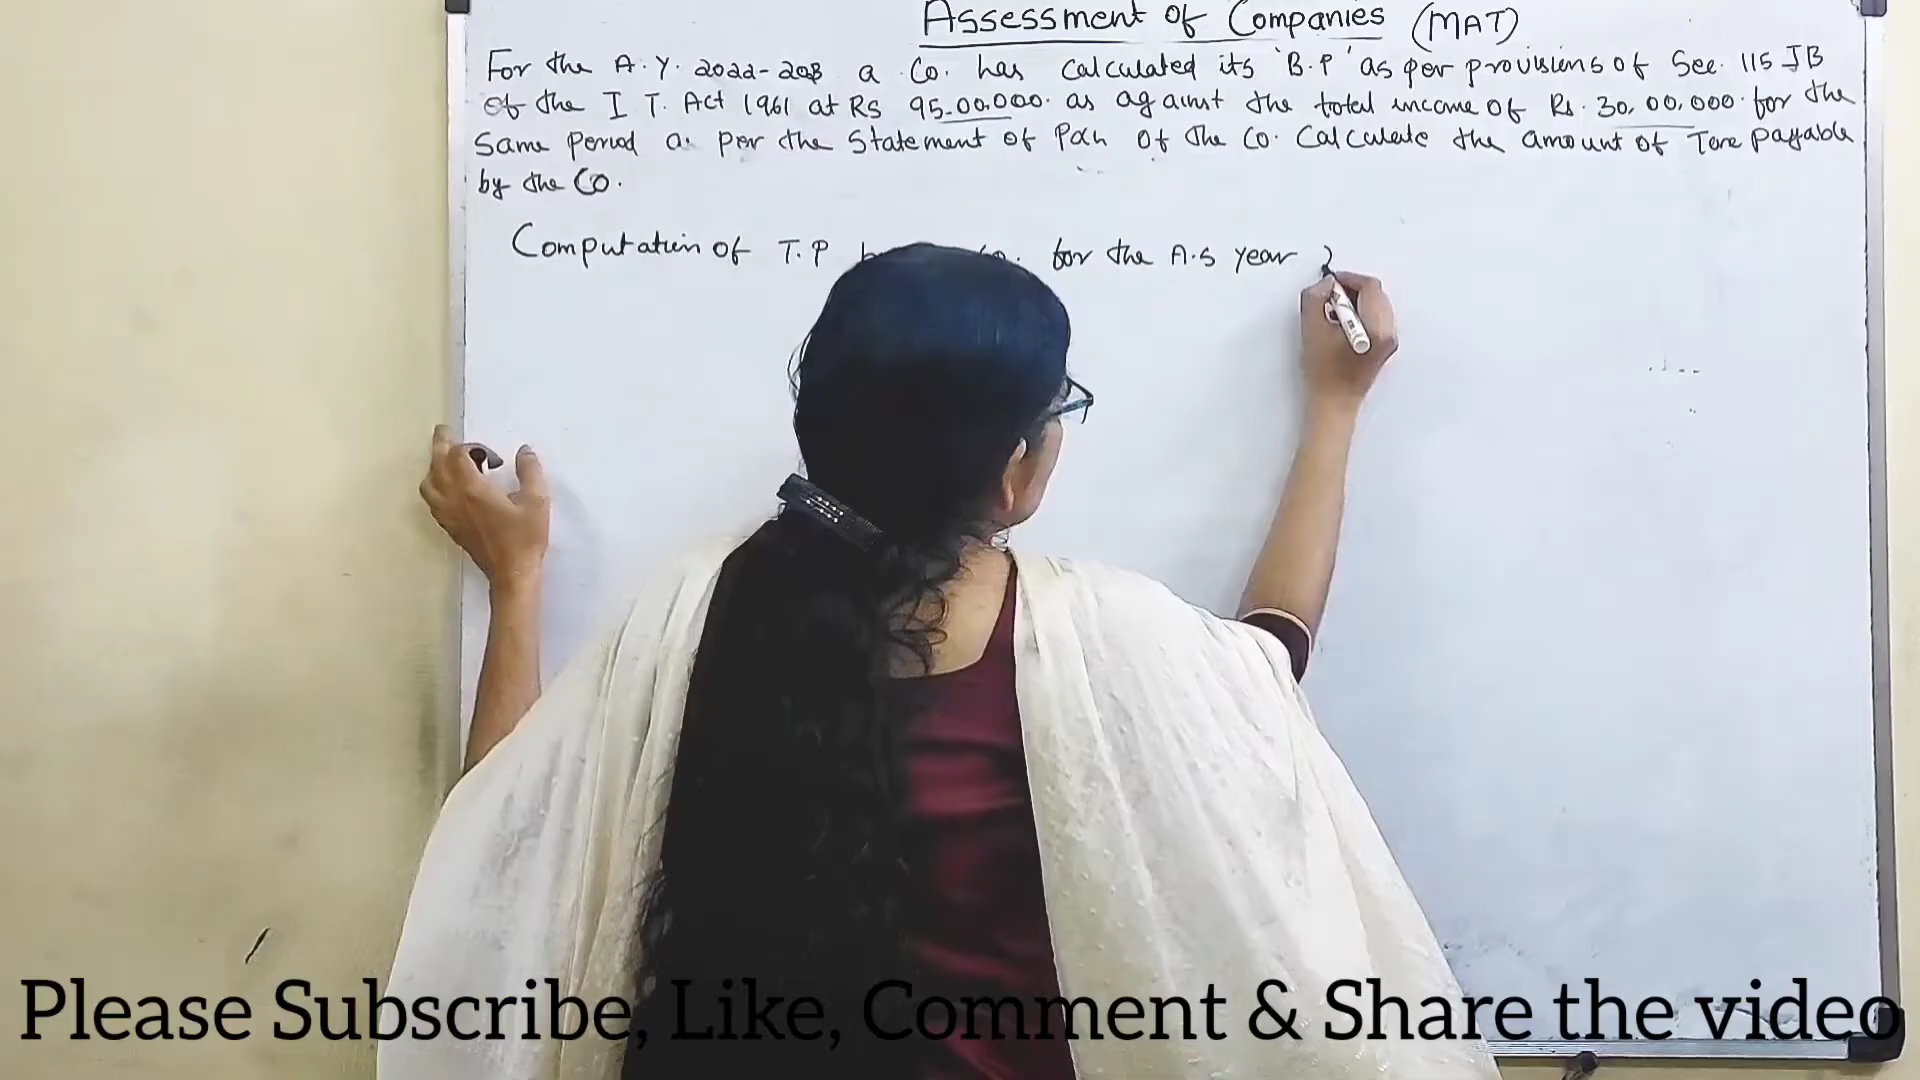 Assessment of Companies (MAT)
For the A.Y. 2022-203 a Co. has calculated its 'B.P' as per provisions of Sec. 115 JB
of the I T. Act 1961 at Rs 95,00,000. as against the total income of Rs. 30,00,000 for the
Same period as per the Statement of P&L of the Co. Calculate the amount of Tax payable
by the Co.
Computation of T.P Co. for the A.S year 2
Please Subscribe, Like, Comment & Share the video